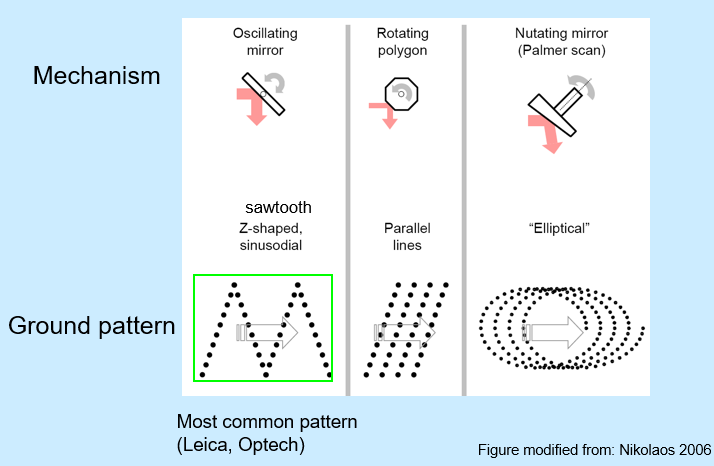 Mechanism
Oscillating
mirror
Rotating
polygon
Nutating mirror
(Palmer scan)
sawtooth
Z-shaped,
sinusodial
Parallel
lines
“Elliptical”
Ground pattern
Most common pattern
(Leica, Optech)
Figure modified from: Nikolaos 2006